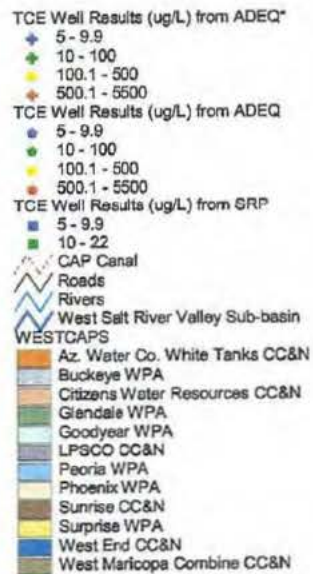 TCE Well Results (ug/L) from ADEQ*
5 - 9.9
10 - 100
100.1 - 500
500.1 - 5500
TCE Well Results (ug/L) from ADEQ
5 - 9.9
10 - 100
100.1 - 500
500.1 - 5500
TCE Well Results (ug/L) from SRP
5 - 9.9
10 - 22
CAP Canal
Roads
Rivers
West Salt River Valley Sub-basin
WESTCAPS
Az. Water Co. White Tanks CC&N
Buckeye WPA
Citizens Water Resources CC&N
Glendale WPA
Goodyear WPA
LPSCO CC&N
Peoria WPA
Phoenix WPA
Sunrise CC&N
Surprise WPA
West End CC&N
West Maricopa Combine CC&N